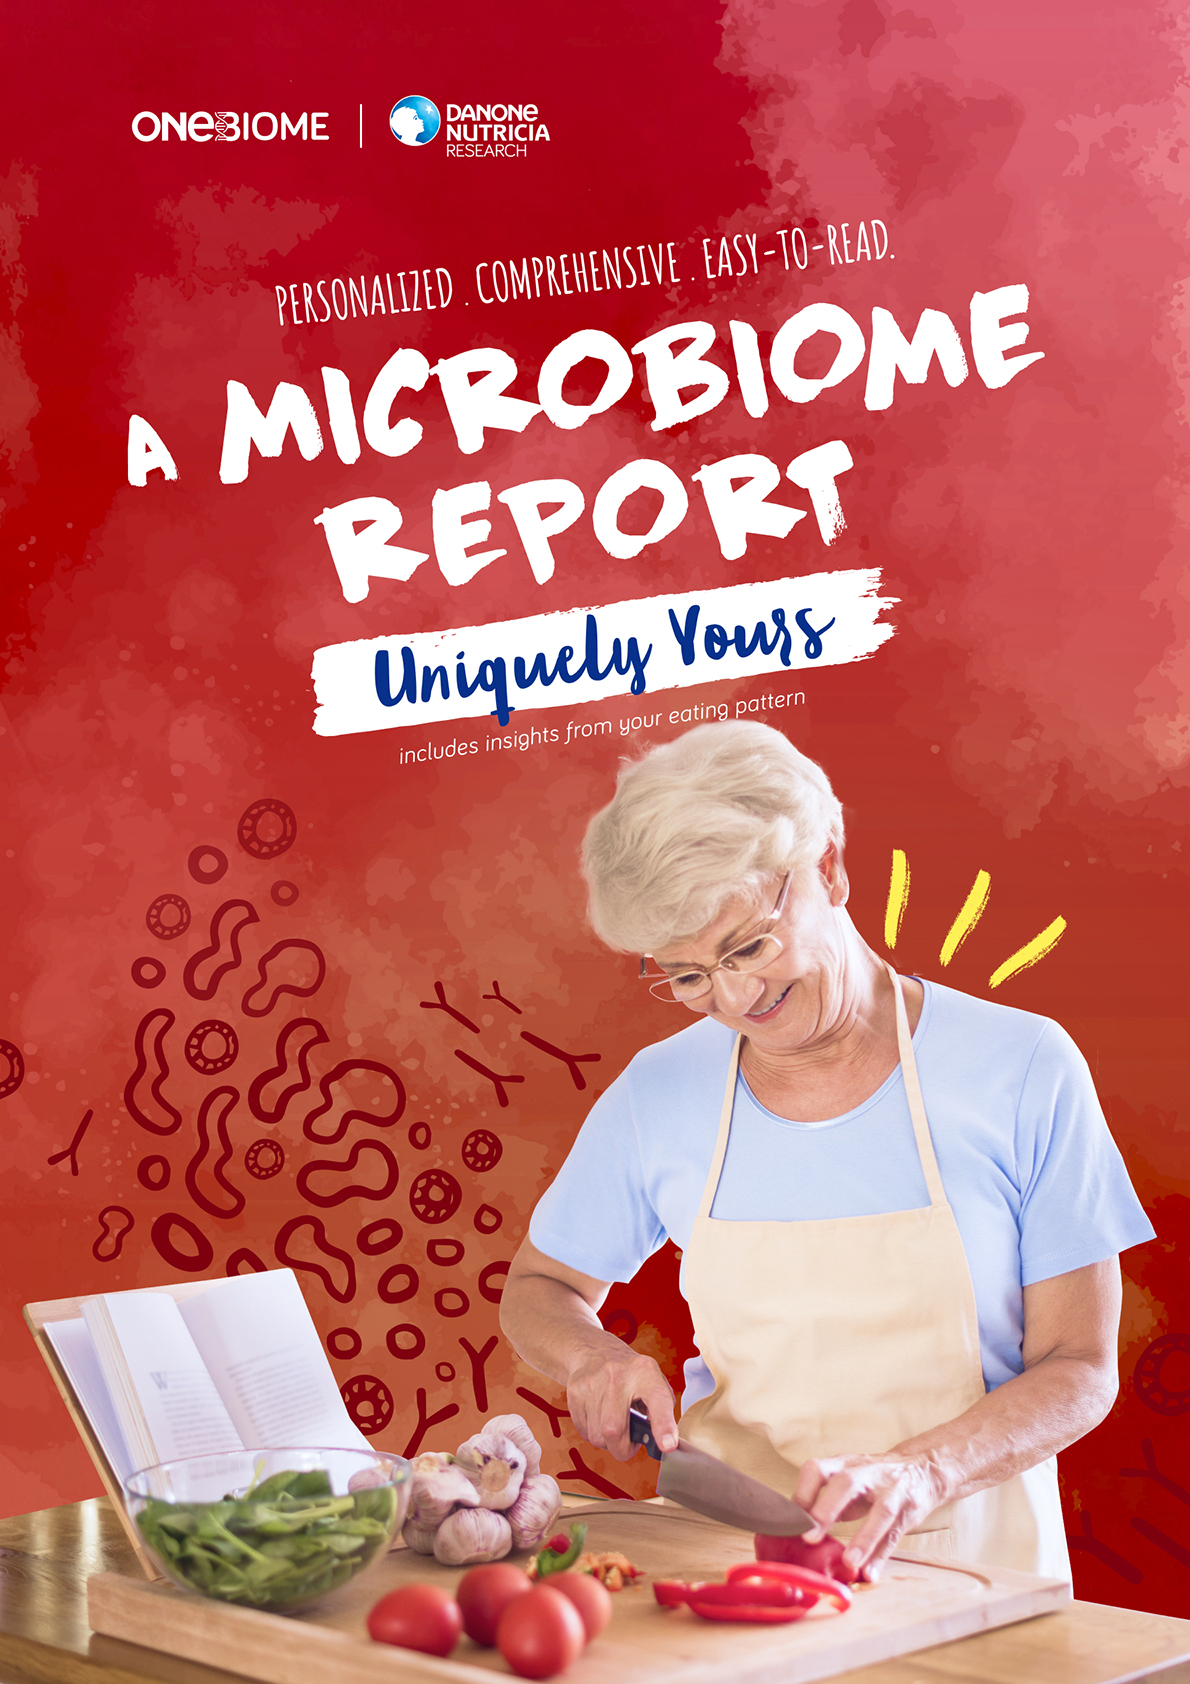 ONEBIOME
DANONE
NUTRICIA
RESEARCH
PERSONALIZED . COMPREHENSIVE . EASY-TO-READ.
A MICROBIOME
REPORT
Uniquely Yours
includes insights from your eating pattern
W